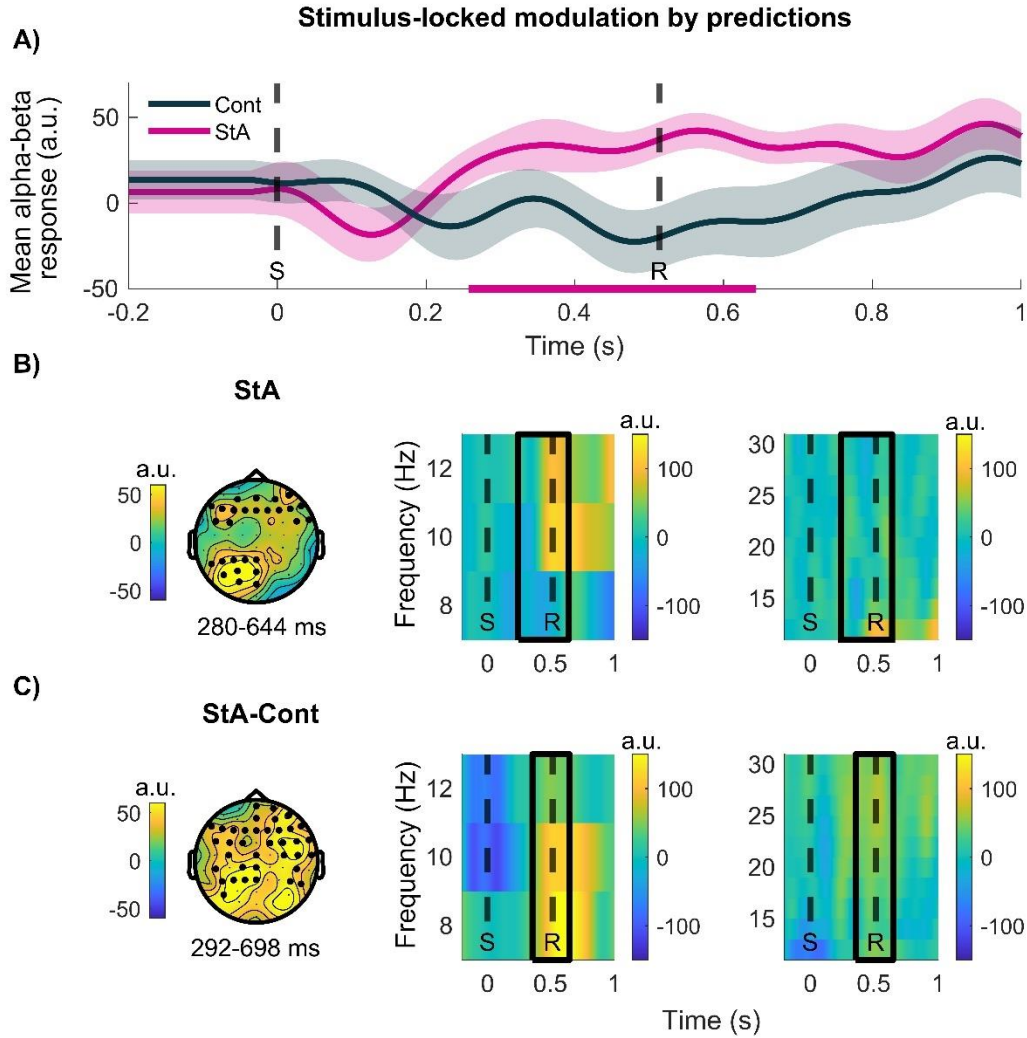 Stimulus-locked modulation by predictions
A)
Mean alpha-beta
response (a.u.)
50
0
-50
Cont
StA
S
R
-0.2 0 0.2 0.4 0.6 0.8 1
Time (s)
B)
StA
a.u.
50
0
-50
280-644 ms
Frequency (Hz)
12
10
8
S R
0 0.5 1
a.u.
100
0
-100
30
25
20
15
S R
0 0.5 1
a.u.
100
0
-100
C)
StA-Cont
a.u.
50
0
-50
292-698 ms
Frequency (Hz)
12
10
8
S R
0 0.5 1
a.u.
100
0
-100
30
25
20
15
S R
0 0.5 1
a.u.
100
0
-100
Time (s)